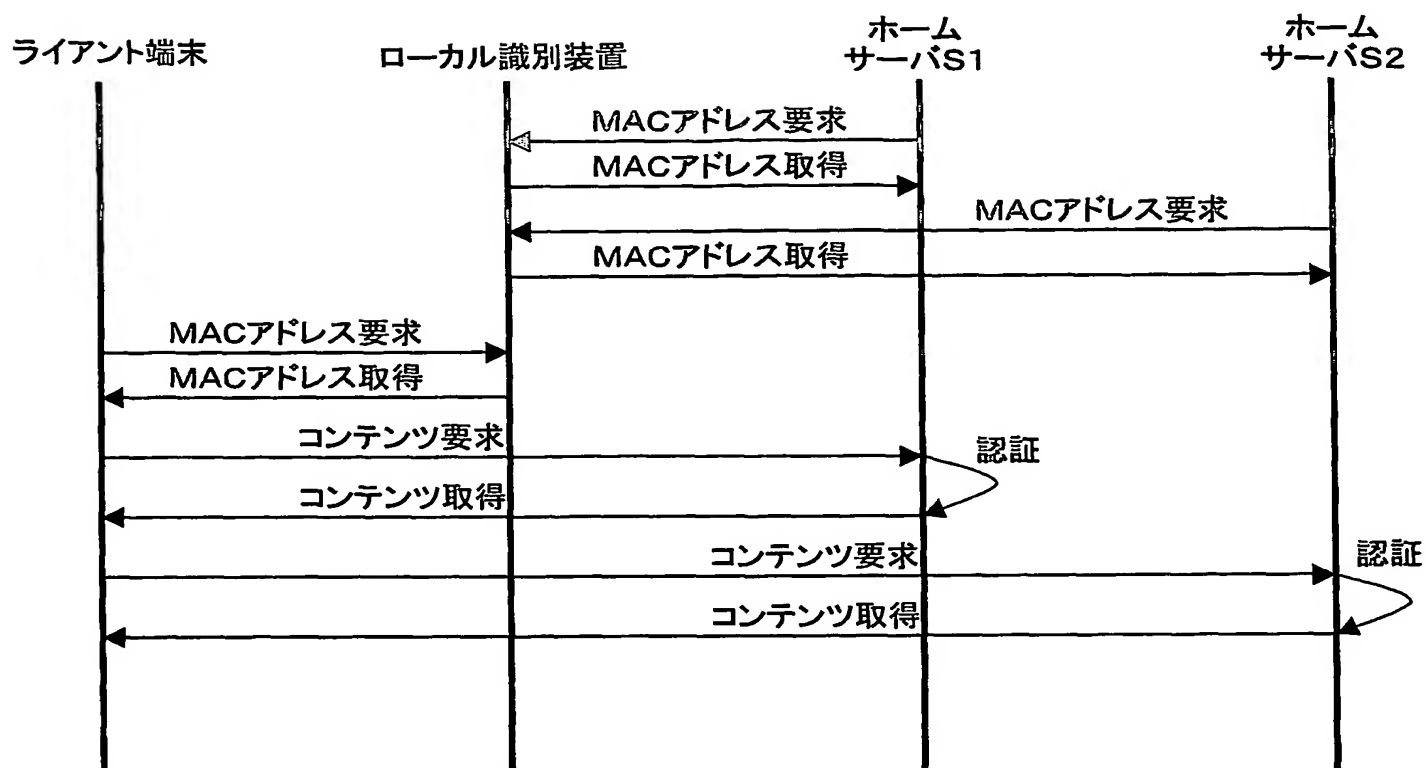 ライアント端末
ローカル識別装置
ホーム
サーバS1
ホーム
サーバS2
MACアドレス要求
MACアドレス取得
MACアドレス要求
MACアドレス取得
MACアドレス要求
MACアドレス取得
コンテンツ要求
認証
コンテンツ取得
コンテンツ要求
認証
コンテンツ取得